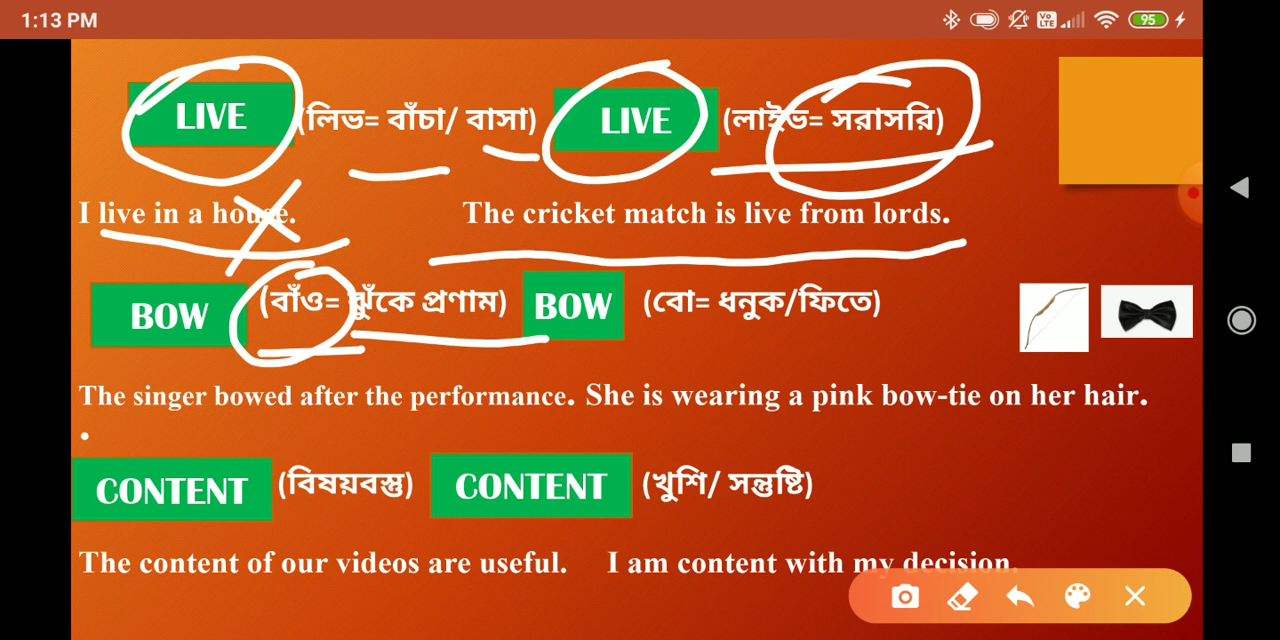 1:13 PM
Vo LTE 95
LIVE (লিভ= বাঁচা/ বাসা) LIVE (লাইভ= সরাসরি)
I live in a house. The cricket match is live from lords.
BOW (বাঁও= ঝুঁকে প্রণাম) BOW (বো= ধনুক/ফিতে)
The singer bowed after the performance. She is wearing a pink bow-tie on her hair.
.
CONTENT (বিষয়বস্তু) CONTENT (খুশি/ সন্তুষ্টি)
The content of our videos are useful. I am content with my decision.